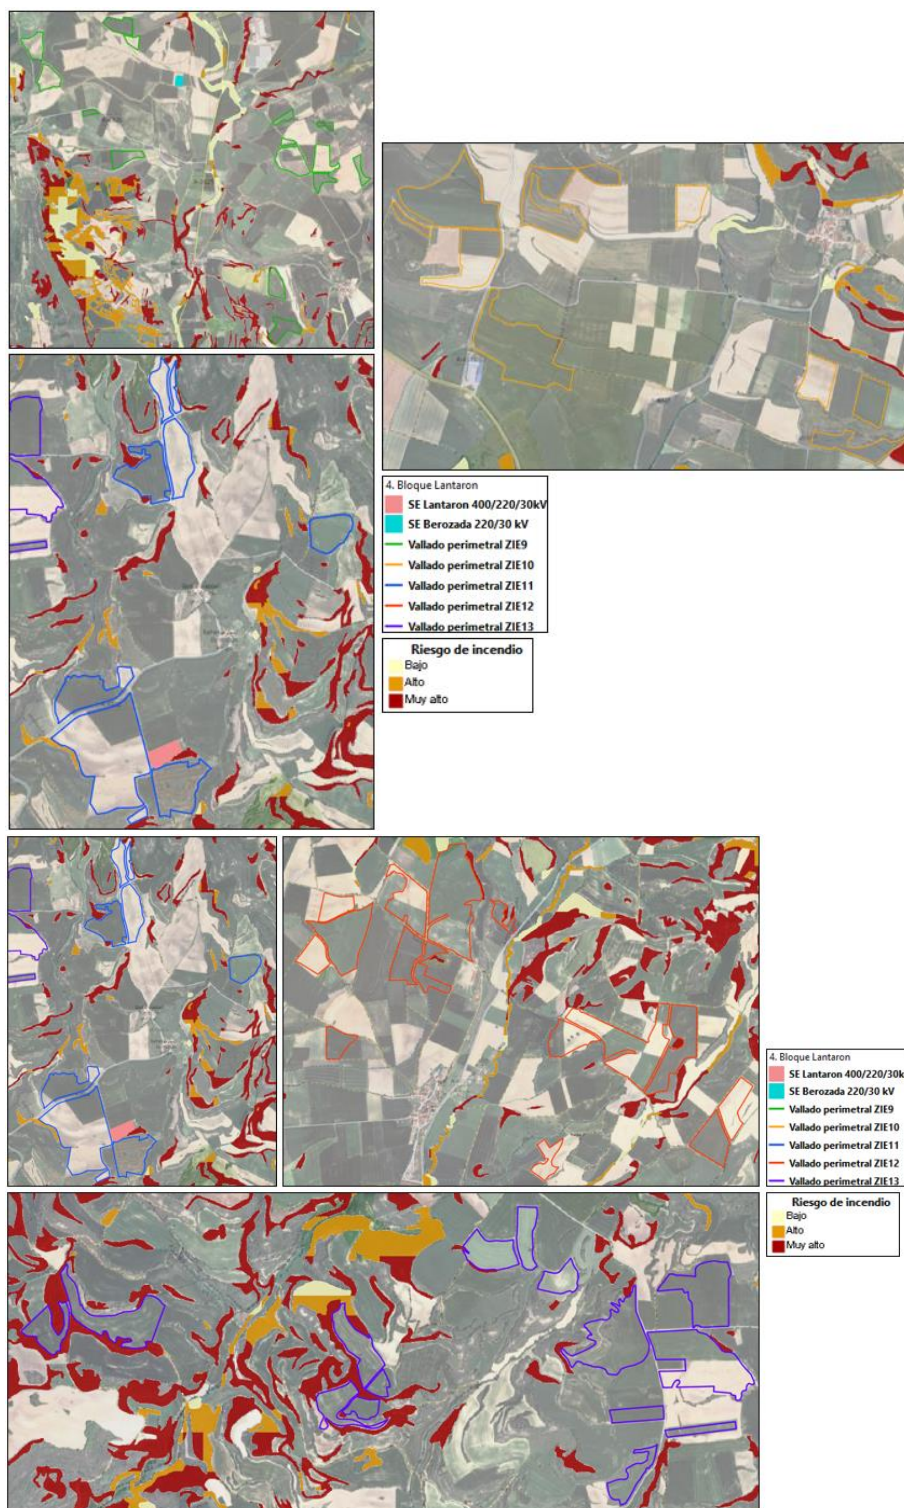 4. Bloque Lantaron
SE Lantaron 400/220/30kV
SE Berozada 220/30 kV
Vallado perimetral ZIE9
Vallado perimetral ZIE10
Vallado perimetral ZIE11
Vallado perimetral ZIE12
Vallado perimetral ZIE13
Riesgo de incendio
Bajo
Alto
Muy alto
4. Bloque Lantaron
SE Lantaron 400/220/30k
SE Berozada 220/30 kV
Vallado perimetral ZIE9
Vallado perimetral ZIE10
Vallado perimetral ZIE11
Vallado perimetral ZIE12
Vallado perimetral ZIE13
Riesgo de incendio
Bajo
Alto
Muy alto